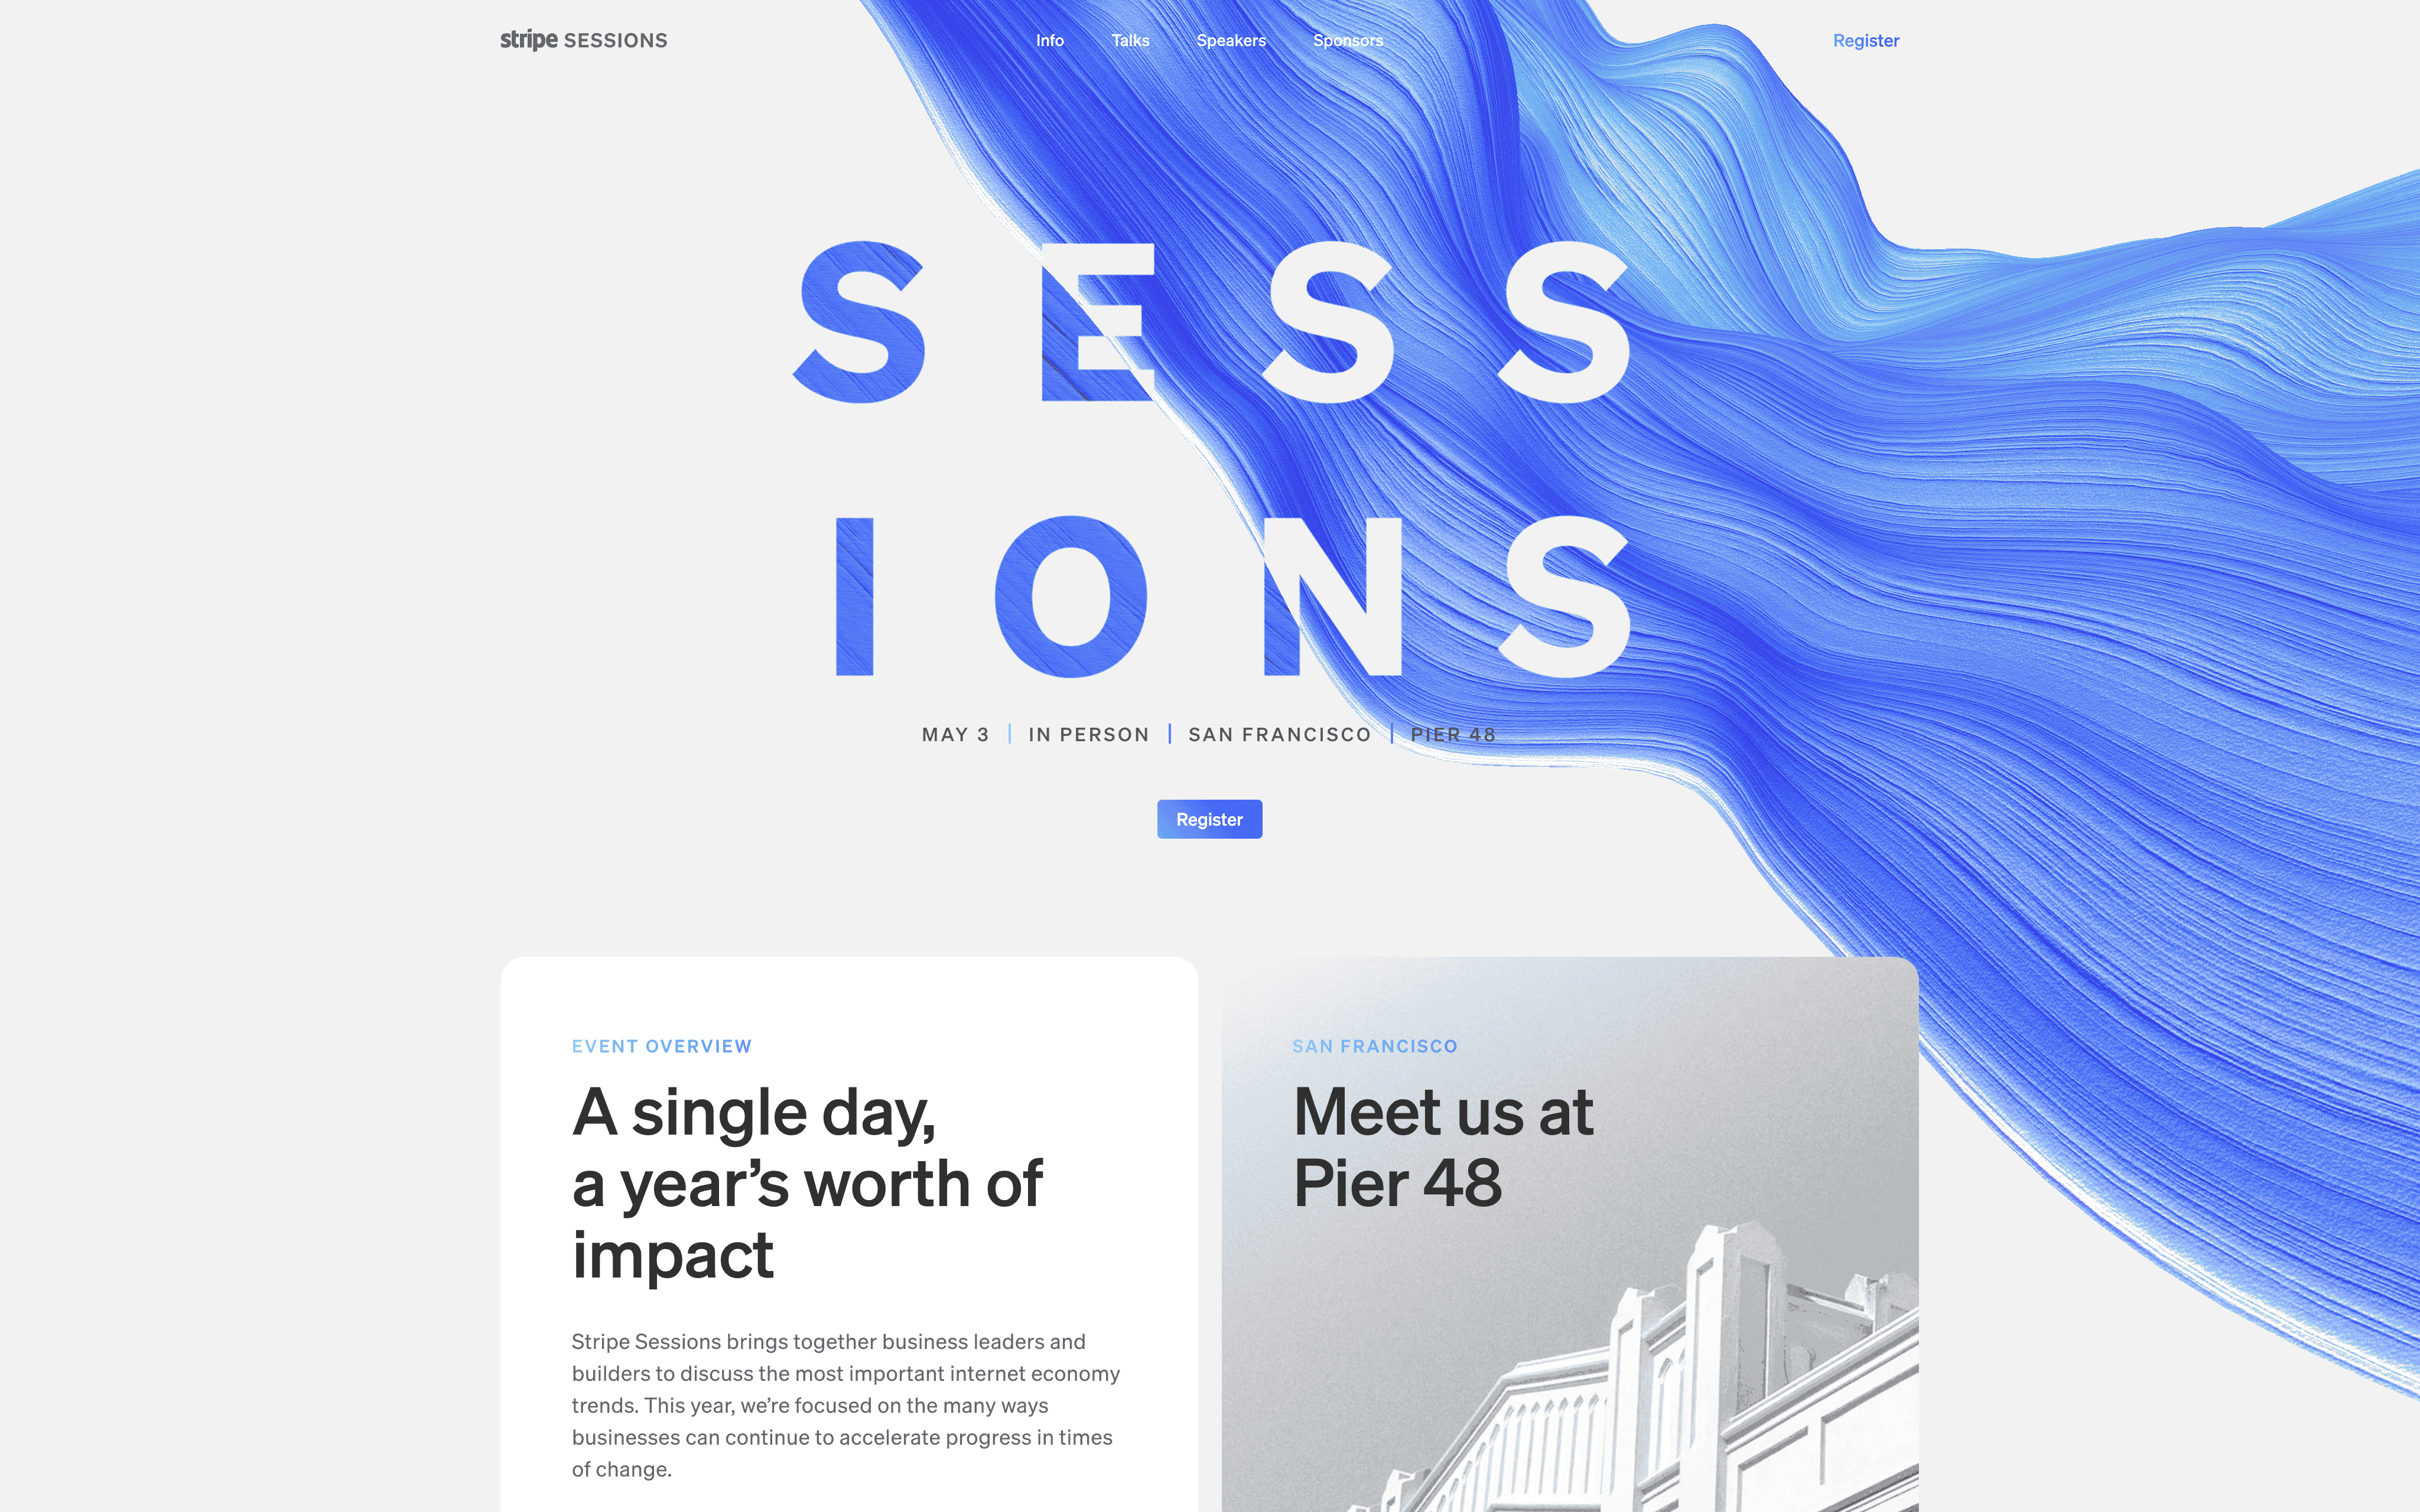 stripe SESSIONS
Info
Talks
Speakers
Sponsors
Register
SESS
IONS
MAY 3 | IN PERSON | SAN FRANCISCO | PIER 48
Register
EVENT OVERVIEW
A single day,
a year’s worth of
impact
Stripe Sessions brings together business leaders and
builders to discuss the most important internet economy
trends. This year, we’re focused on the many ways
businesses can continue to accelerate progress in times
of change.
SAN FRANCISCO
Meet us at
Pier 48